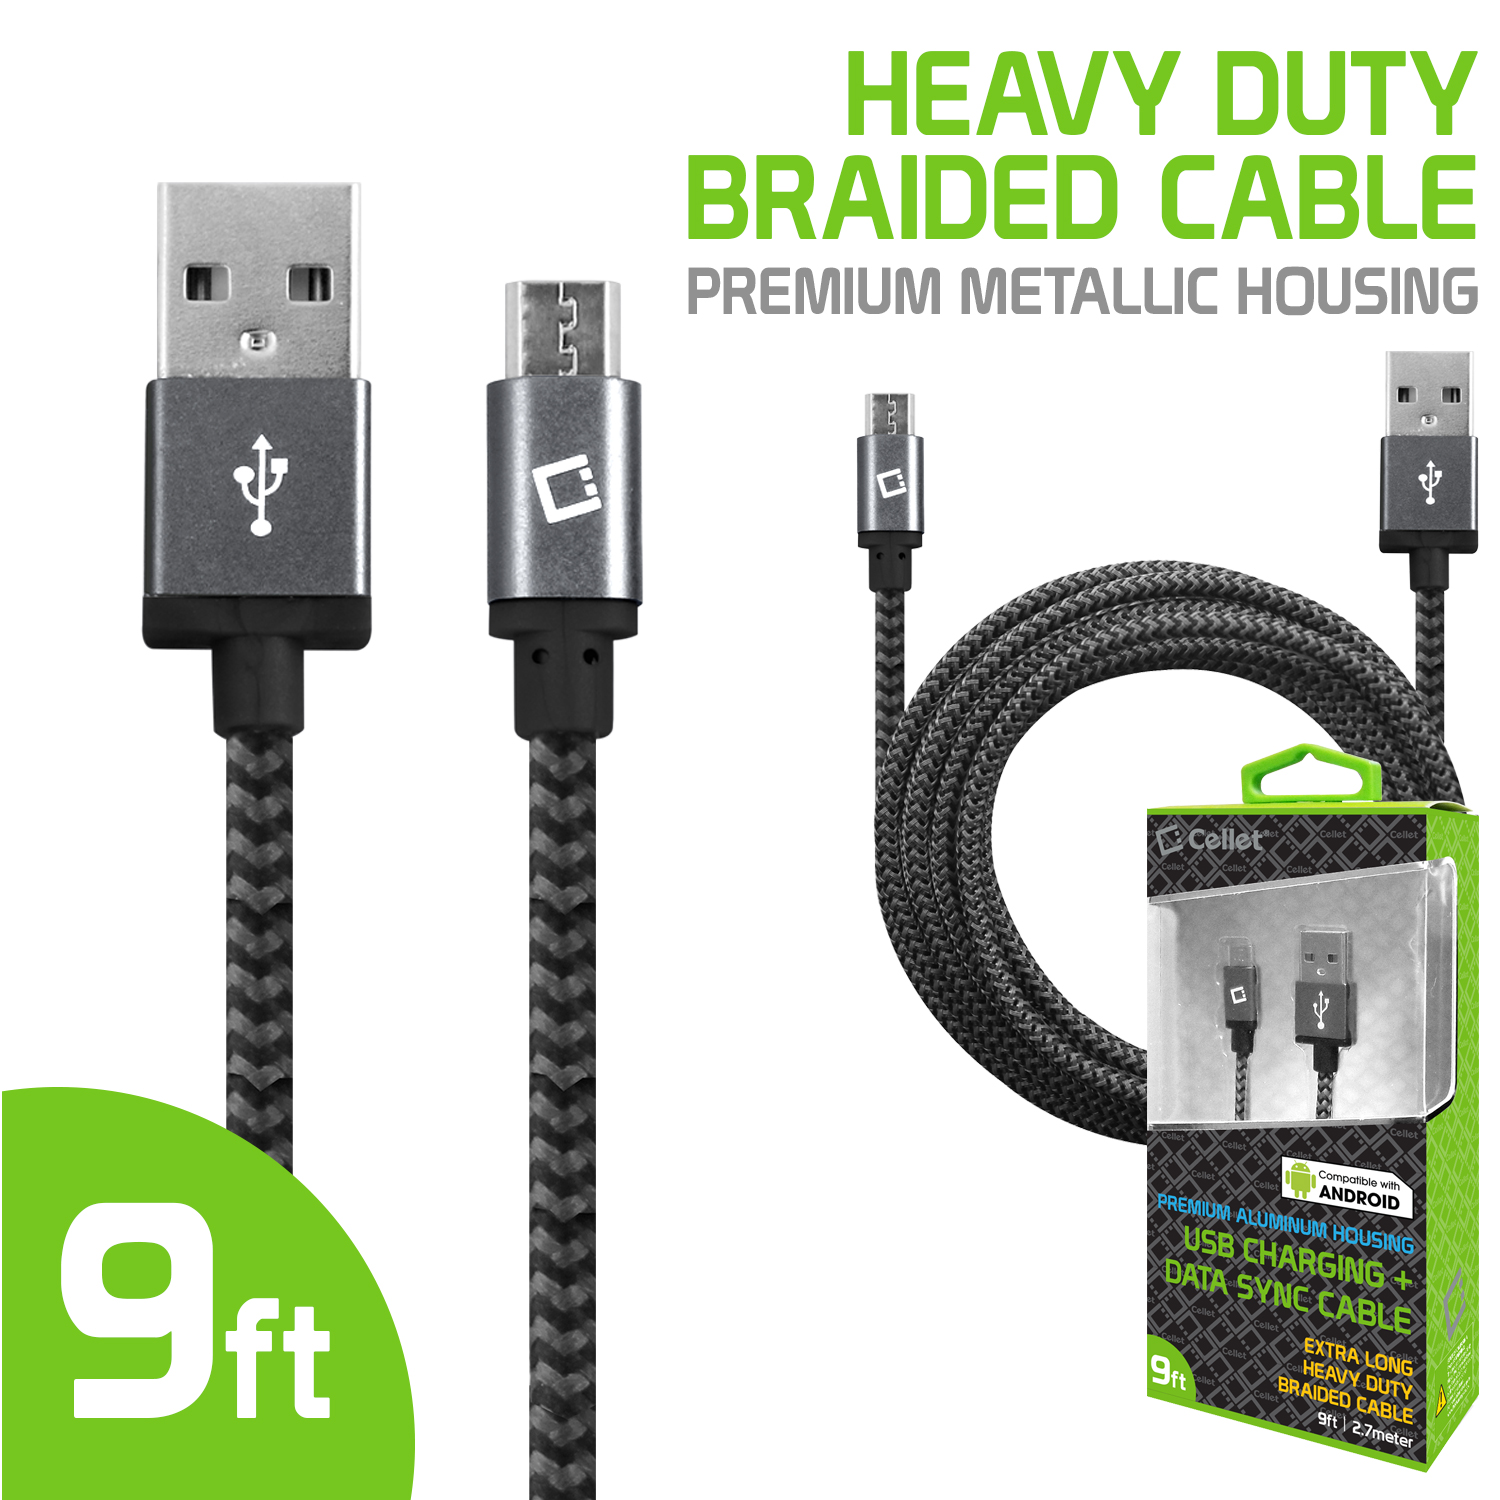 HEAVY DUTY
BRAIDED CABLE
PREMIUM METALLIC HOUSING
Cellet
Compatible with
ANDROID
PREMIUM ALUMINUM HOUSING
USB CHARGING +
DATA SYNC CABLE
EXTRA LONG
HEAVY DUTY
BRAIDED CABLE
9ft | 2.7meter
9ft
9ft